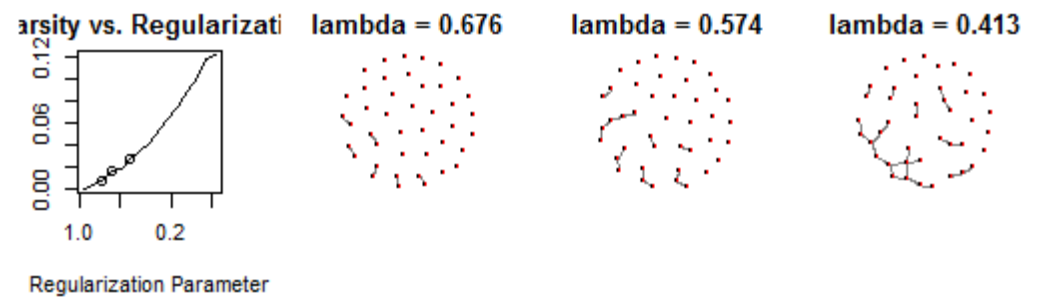 arsity vs. Regularizati
lambda = 0.676
lambda = 0.574
lambda = 0.413
0.12
0.06
0.00
1.0 0.2
Regularization Parameter